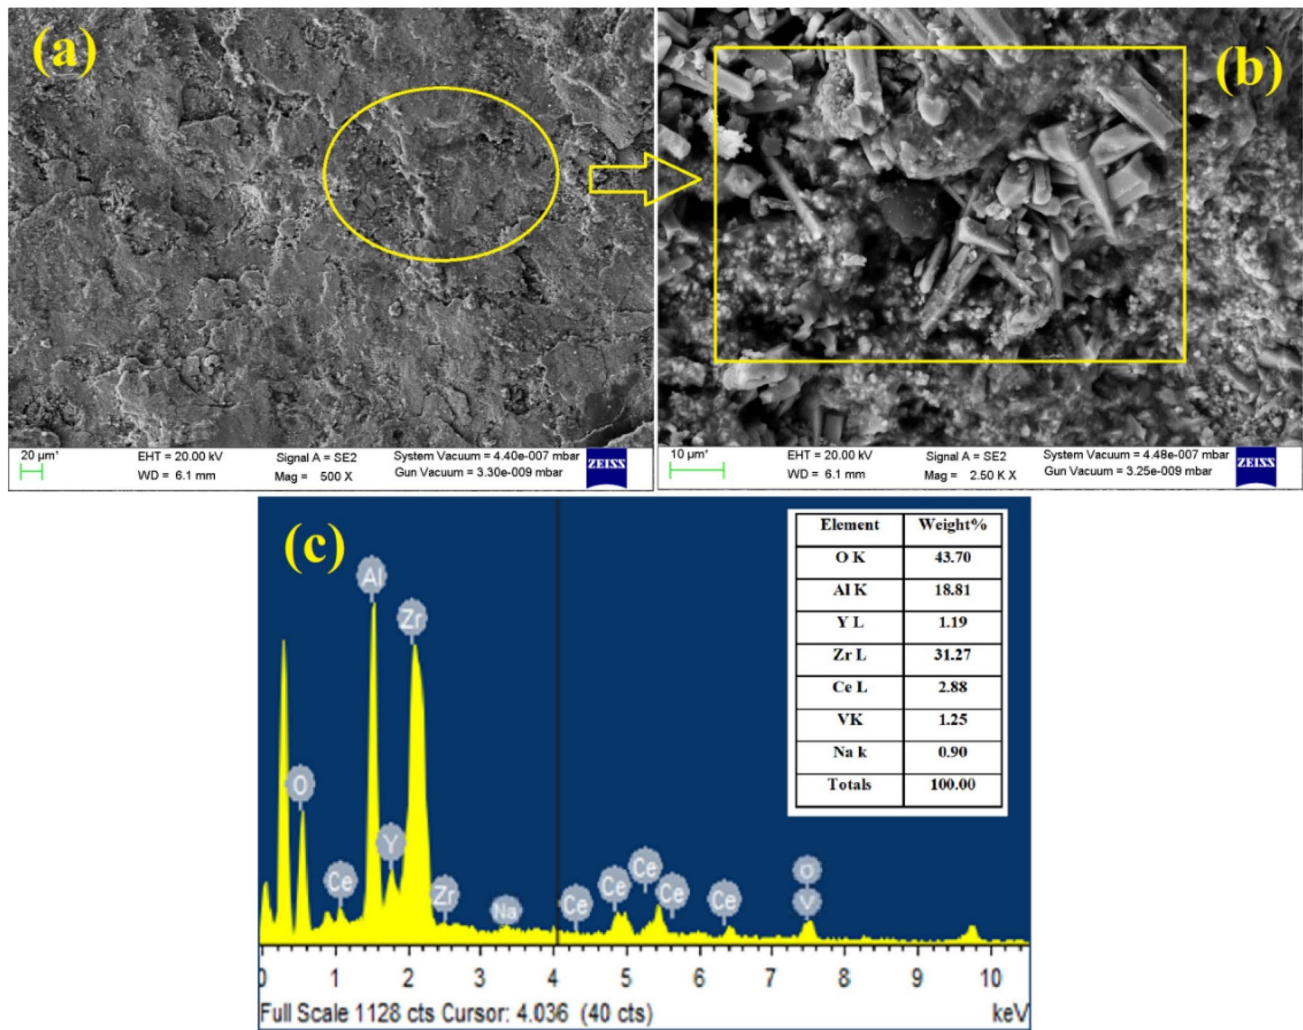 (a)
20 µm*
EHT = 20.00 kV
WD = 6.1 mm
Signal A = SE2
Mag = 500 X
System Vacuum = 4.40e-007 mbar
Gun Vacuum = 3.30e-009 mbar
ZEISS
(b)
10 µm*
EHT = 20.00 kV
WD = 6.1 mm
Signal A = SE2
Mag = 2.50 K X
System Vacuum = 4.48e-007 mbar
Gun Vacuum = 3.25e-009 mbar
ZEISS
(c)
Element Weight%
O K 43.70
Al K 18.81
Y L 1.19
Zr L 31.27
Ce L 2.88
VK 1.25
Na k 0.90
Totals 100.00
O
Ce
Al
Y
Zr
Zr
Na
Ce
Ce
Ce
Ce
Ce
O
V
0 1 2 3 4 5 6 7 8 9 10
Full Scale 1128 cts Cursor: 4.036 (40 cts) keV